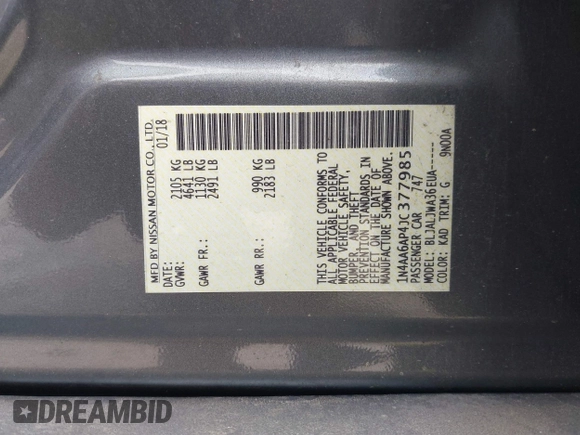 MFD BY NISSAN MOTOR CO., LTD.
01/18
GVWR: 2105 KG
4641 LB
GAWR FR: 1130 KG
2491 LB
GAWR RR: 990 KG
2183 LB
THIS VEHICLE CONFORMS TO
ALL APPLICABLE FEDERAL
MOTOR VEHICLE SAFETY,
BUMPER, AND THEFT
PREVENTION STANDARDS IN
EFFECT ON THE DATE OF
MANUFACTURE SHOWN ABOVE.
1N4AA6AP4JC377985
PASSENGER CAR 747
MODEL: BLJALJWA36EUA-----
COLOR: KAD TRIM: G 9N00A
DREAMBID